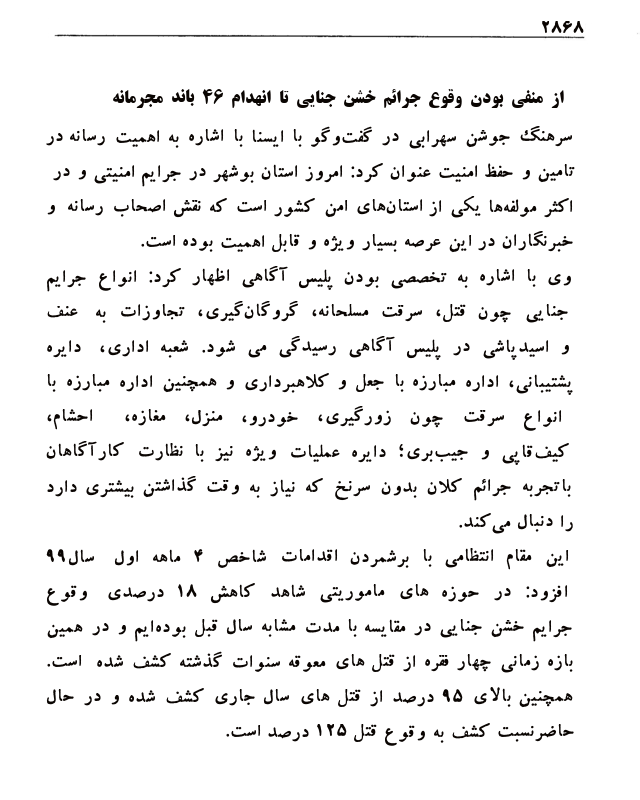 ۲۸۶۸
از منفی بودن وقوع جرائم خشن جنایی تا انهدام ۴۶ باند مجرمانه
سرهنگ جوشن سهرابی در گفت‌وگو با ایسنا با اشاره به اهمیت رسانه در
تامین و حفظ امنیت عنوان کرد: امروز استان بوشهر در جرایم امنیتی و در
اکثر مولفه‌ها یکی از استان‌های امن کشور است که نقش اصحاب رسانه و
خبرنگاران در این عرصه بسیار ویژه و قابل اهمیت بوده است.
وی با اشاره به تخصصی بودن پلیس آگاهی اظهار کرد: انواع جرایم
جنایی چون قتل، سرقت مسلحانه، گروگان‌گیری، تجاوزات به عنف
و اسیدپاشی در پلیس آگاهی رسیدگی می شود. شعبه اداری، دایره
پشتیبانی، اداره مبارزه با جعل و کلاهبرداری و همچنین اداره مبارزه با
انواع سرقت چون زورگیری، خودرو، منزل، مغازه، احشام،
کیف‌قاپی و جیب‌بری؛ دایره عملیات ویژه نیز با نظارت کارآگاهان
باتجربه جرائم کلان بدون سرنخ که نیاز به وقت گذاشتن بیشتری دارد
را دنبال می‌کند.
این مقام انتظامی با برشمردن اقدامات شاخص ۴ ماهه اول سال۹۹
افزود: در حوزه های ماموریتی شاهد کاهش ۱۸ درصدی وقوع
جرایم خشن جنایی در مقایسه با مدت مشابه سال قبل بوده‌ایم و در همین
بازه زمانی چهار فقره از قتل های معوقه سنوات گذشته کشف شده است.
همچنین بالای ۹۵ درصد از قتل های سال جاری کشف شده و در حال
حاضرنسبت کشف به وقوع قتل ۱۲۵ درصد است.